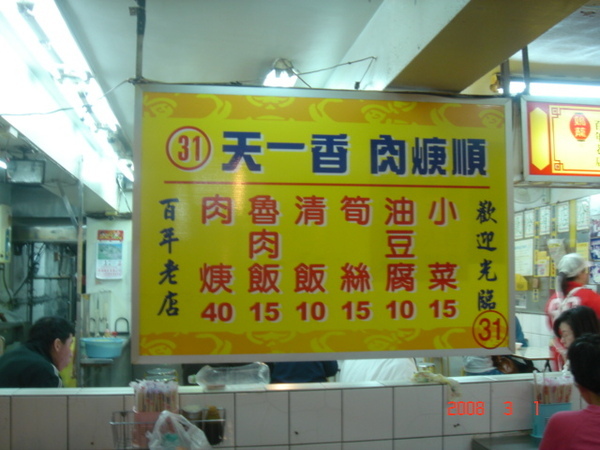 31 天一香 肉焿順
百年老店
肉焿 40
魯肉飯 15
清飯 10
筍絲 15
油豆腐 10
小菜 15
歡迎光臨
31
2008 3 1